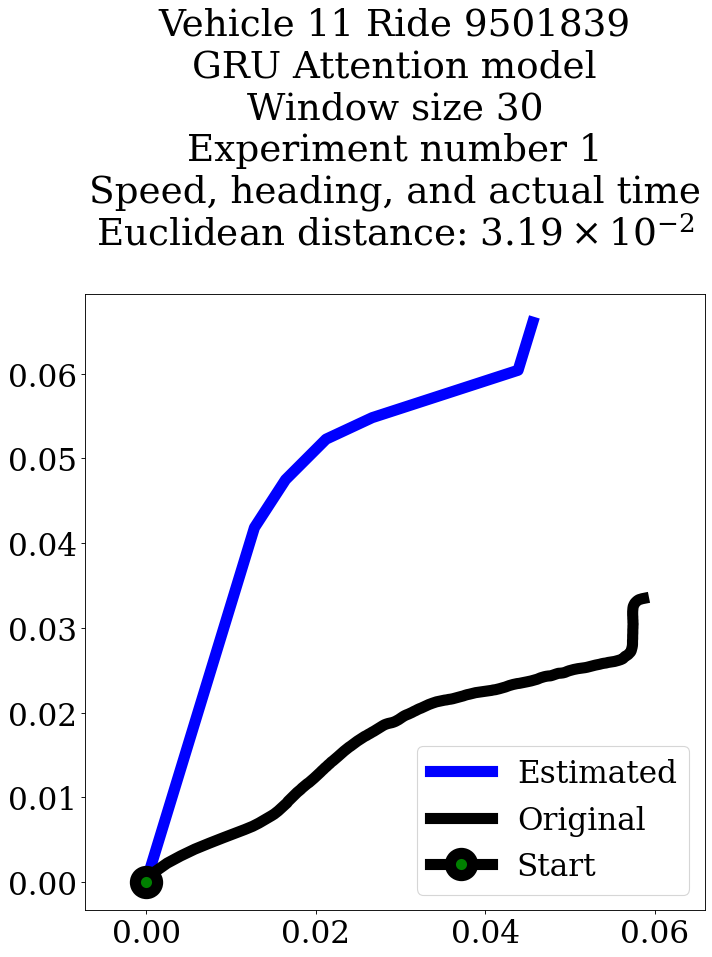 Vehicle 11 Ride 9501839
GRU Attention model
Window size 30
Experiment number 1
Speed, heading, and actual time
Euclidean distance: 3.19 × 10⁻²
0.06
0.05
0.04
0.03
0.02
0.01
0.00
Estimated
Original
Start
0.00 0.02 0.04 0.06